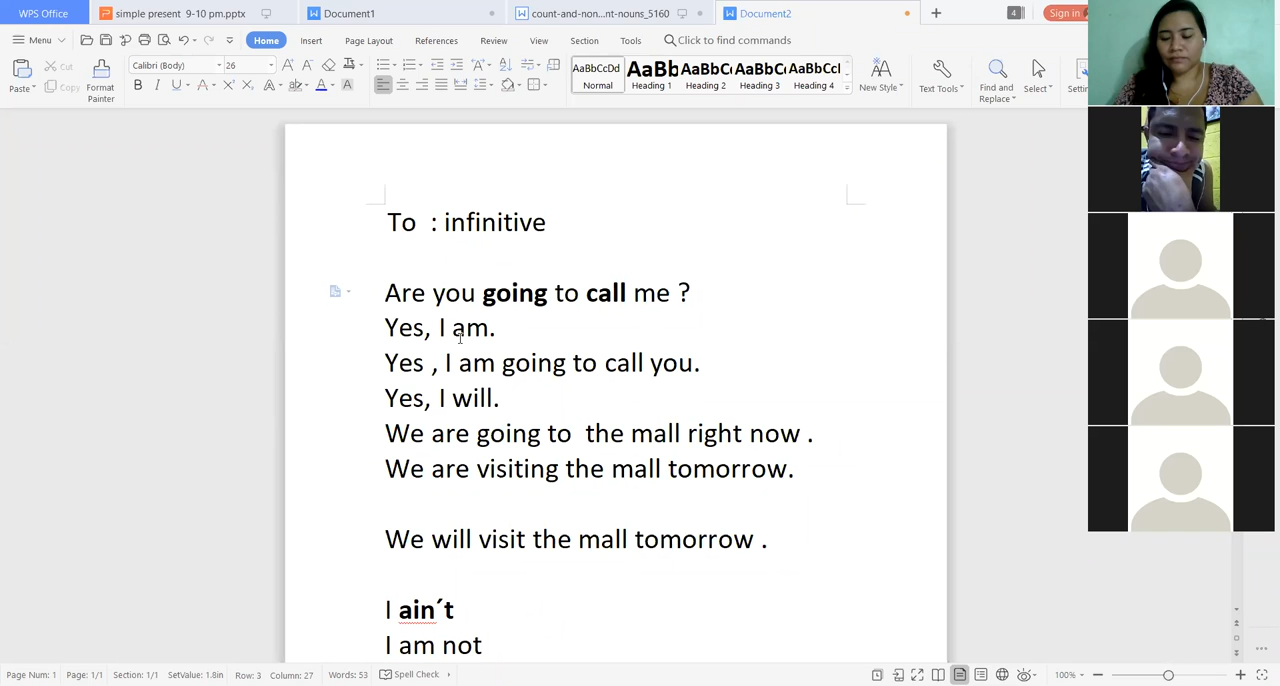 WPS Office
simple present 9-10 pm.pptx
Document1
count-and-non...nt-nouns_5160
Document2
+
4
Sign in
Menu
Home
Insert
Page Layout
References
Review
View
Section
Tools
Click to find commands
Paste
Cut
Copy
Format Painter
Calibri (Body)
26
B I U
AaBbCcDd
Normal
AaBb
Heading 1
AaBbC
Heading 2
AaBbC
Heading 3
AaBbCcI
Heading 4
New Style
Text Tools
Find and Replace
Select
To : infinitive
Are you going to call me ?
Yes, I am.
Yes , I am going to call you.
Yes, I will.
We are going to the mall right now .
We are visiting the mall tomorrow.
We will visit the mall tomorrow .
I ain´t
I am not
Page Num: 1
Page: 1/1
Section: 1/1
SetValue: 1.8in
Row: 3
Column: 27
Words: 53
Spell Check
100%